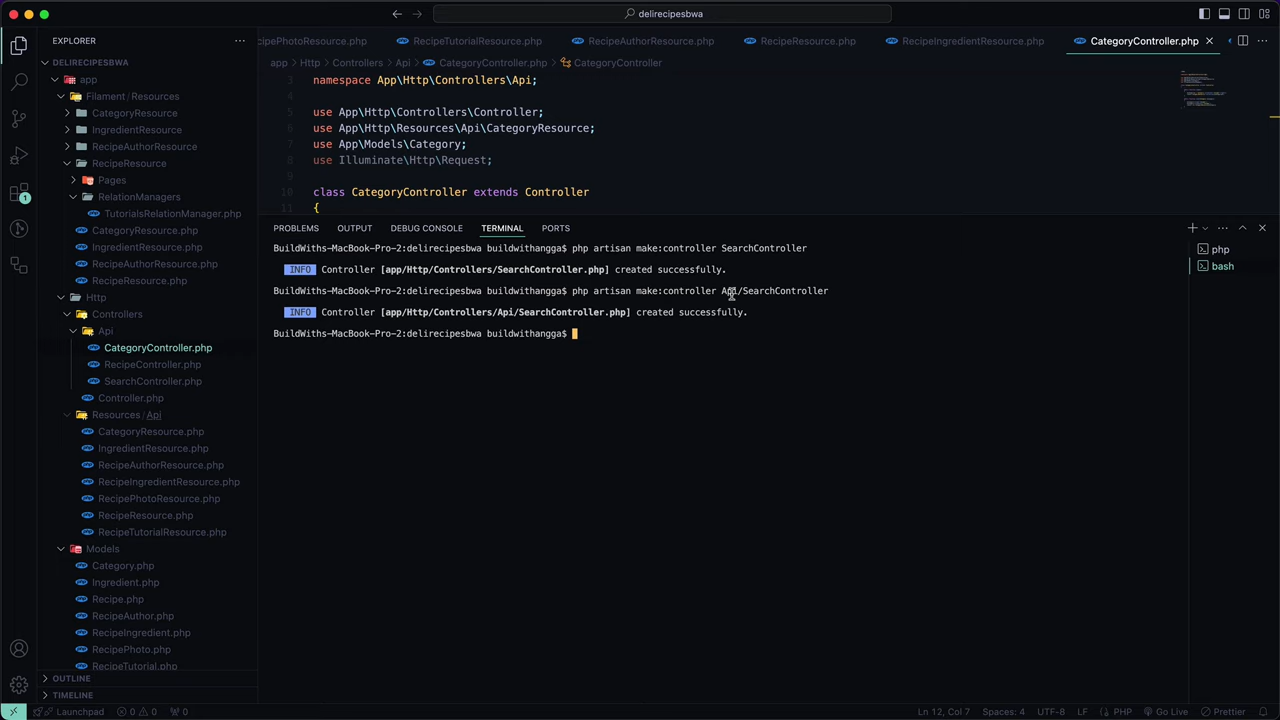 delirecipesbwa
EXPLORER
DELIRECIPESBWA
app
Filament/Resources
CategoryResource
IngredientResource
RecipeAuthorResource
RecipeResource
Pages
RelationManagers
TutorialsRelationManager.php
CategoryResource.php
IngredientResource.php
RecipeAuthorResource.php
RecipeResource.php
Http
Controllers
Api
CategoryController.php
RecipeController.php
SearchController.php
Controller.php
Resources/Api
CategoryResource.php
IngredientResource.php
RecipeAuthorResource.php
RecipeIngredientResource.php
RecipePhotoResource.php
RecipeResource.php
RecipeTutorialResource.php
Models
Category.php
Ingredient.php
Recipe.php
RecipeAuthor.php
RecipeIngredient.php
RecipePhoto.php
RecipeTutorial.php
OUTLINE
TIMELINE
1
ecipePhotoResource.php RecipeTutorialResource.php RecipeAuthorResource.php RecipeResource.php RecipeIngredientResource.php CategoryController.php
app > Http > Controllers > Api > CategoryController.php > CategoryController
3 namespace App\Http\Controllers\Api;
4
5 use App\Http\Controllers\Controller;
6 use App\Http\Resources\Api\CategoryResource;
7 use App\Models\Category;
8 use Illuminate\Http\Request;
9
10 class CategoryController extends Controller
11 {
PROBLEMS OUTPUT DEBUG CONSOLE TERMINAL PORTS
BuildWiths-MacBook-Pro-2:delirecipesbwa buildwithangga$ php artisan make:controller SearchController
INFO Controller [app/Http/Controllers/SearchController.php] created successfully.
BuildWiths-MacBook-Pro-2:delirecipesbwa buildwithangga$ php artisan make:controller Api/SearchController
INFO Controller [app/Http/Controllers/Api/SearchController.php] created successfully.
BuildWiths-MacBook-Pro-2:delirecipesbwa buildwithangga$
php
bash
Launchpad 0 0 0 Ln 12, Col 7 Spaces: 4 UTF-8 LF PHP Go Live Prettier